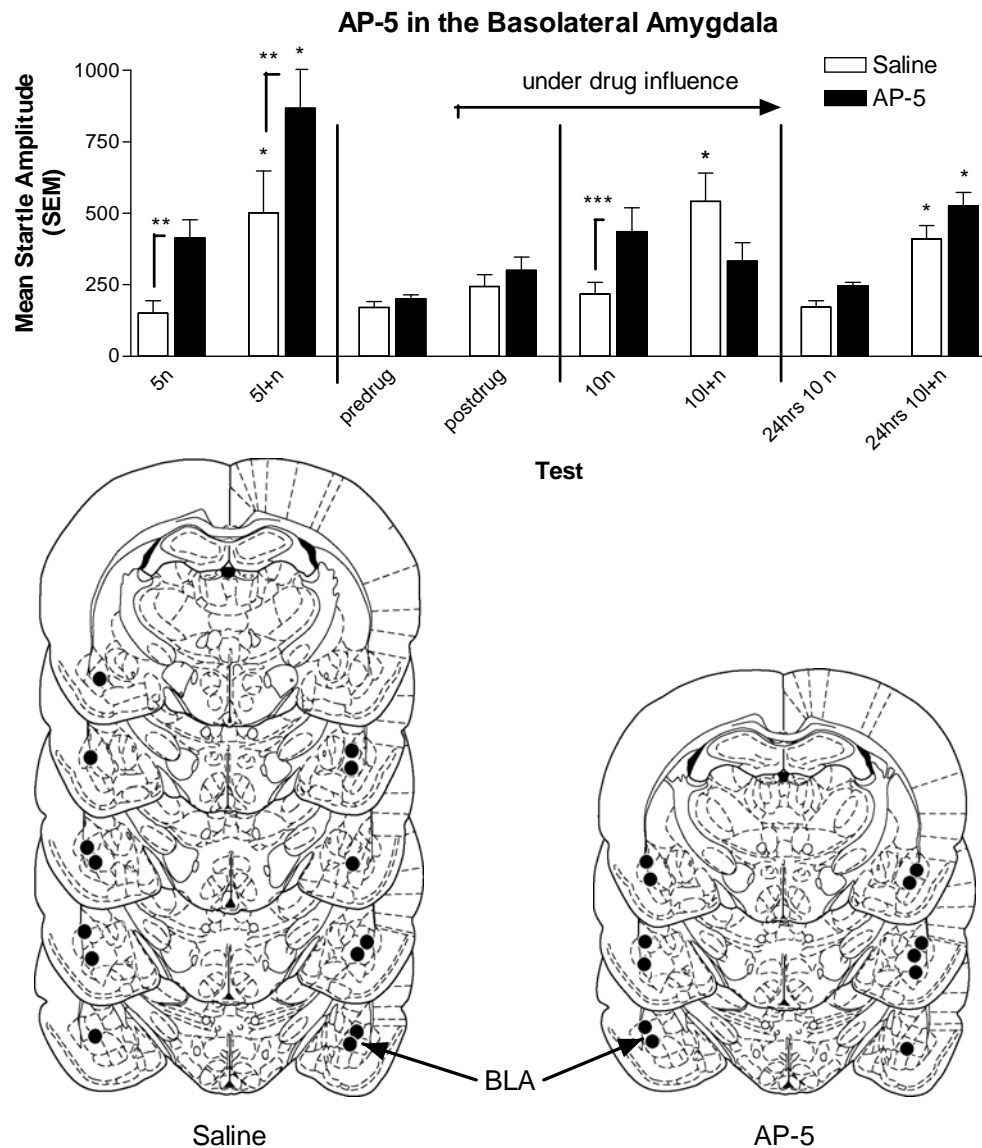 AP-5 in the Basolateral Amygdala
Saline
AP-5
under drug influence
Mean Startle Amplitude
(SEM)
1000
750
500
250
0
**
**
*
*
***
*
*
*
5n
5l+n
predrug
postdrug
10n
10l+n
24hrs 10 n
24hrs 10l+n
Test
BLA
Saline
AP-5